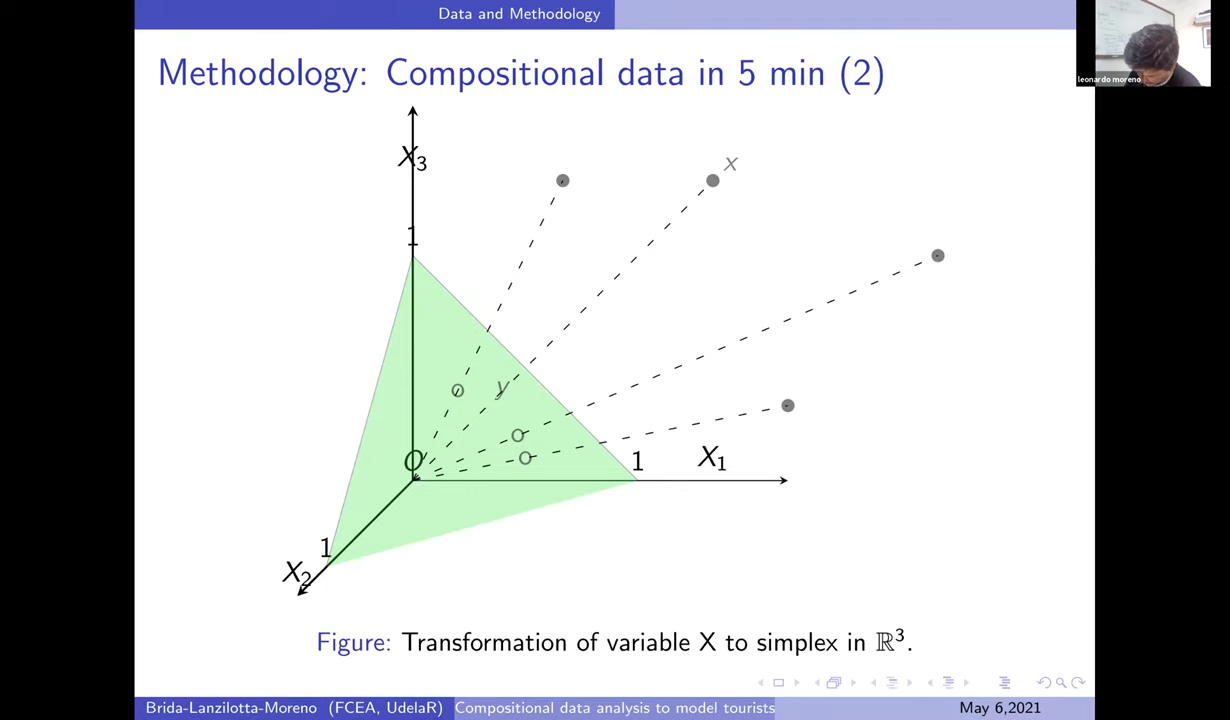 Data and Methodology
leonardo moreno
Methodology: Compositional data in 5 min (2)
X₃
x
1
o
y
o
o
O
1
X₁
1
X₂
Figure: Transformation of variable X to simplex in ℝ³.
Brida-Lanzilotta-Moreno (FCEA, UdelaR)
Compositional data analysis to model tourists
May 6,2021